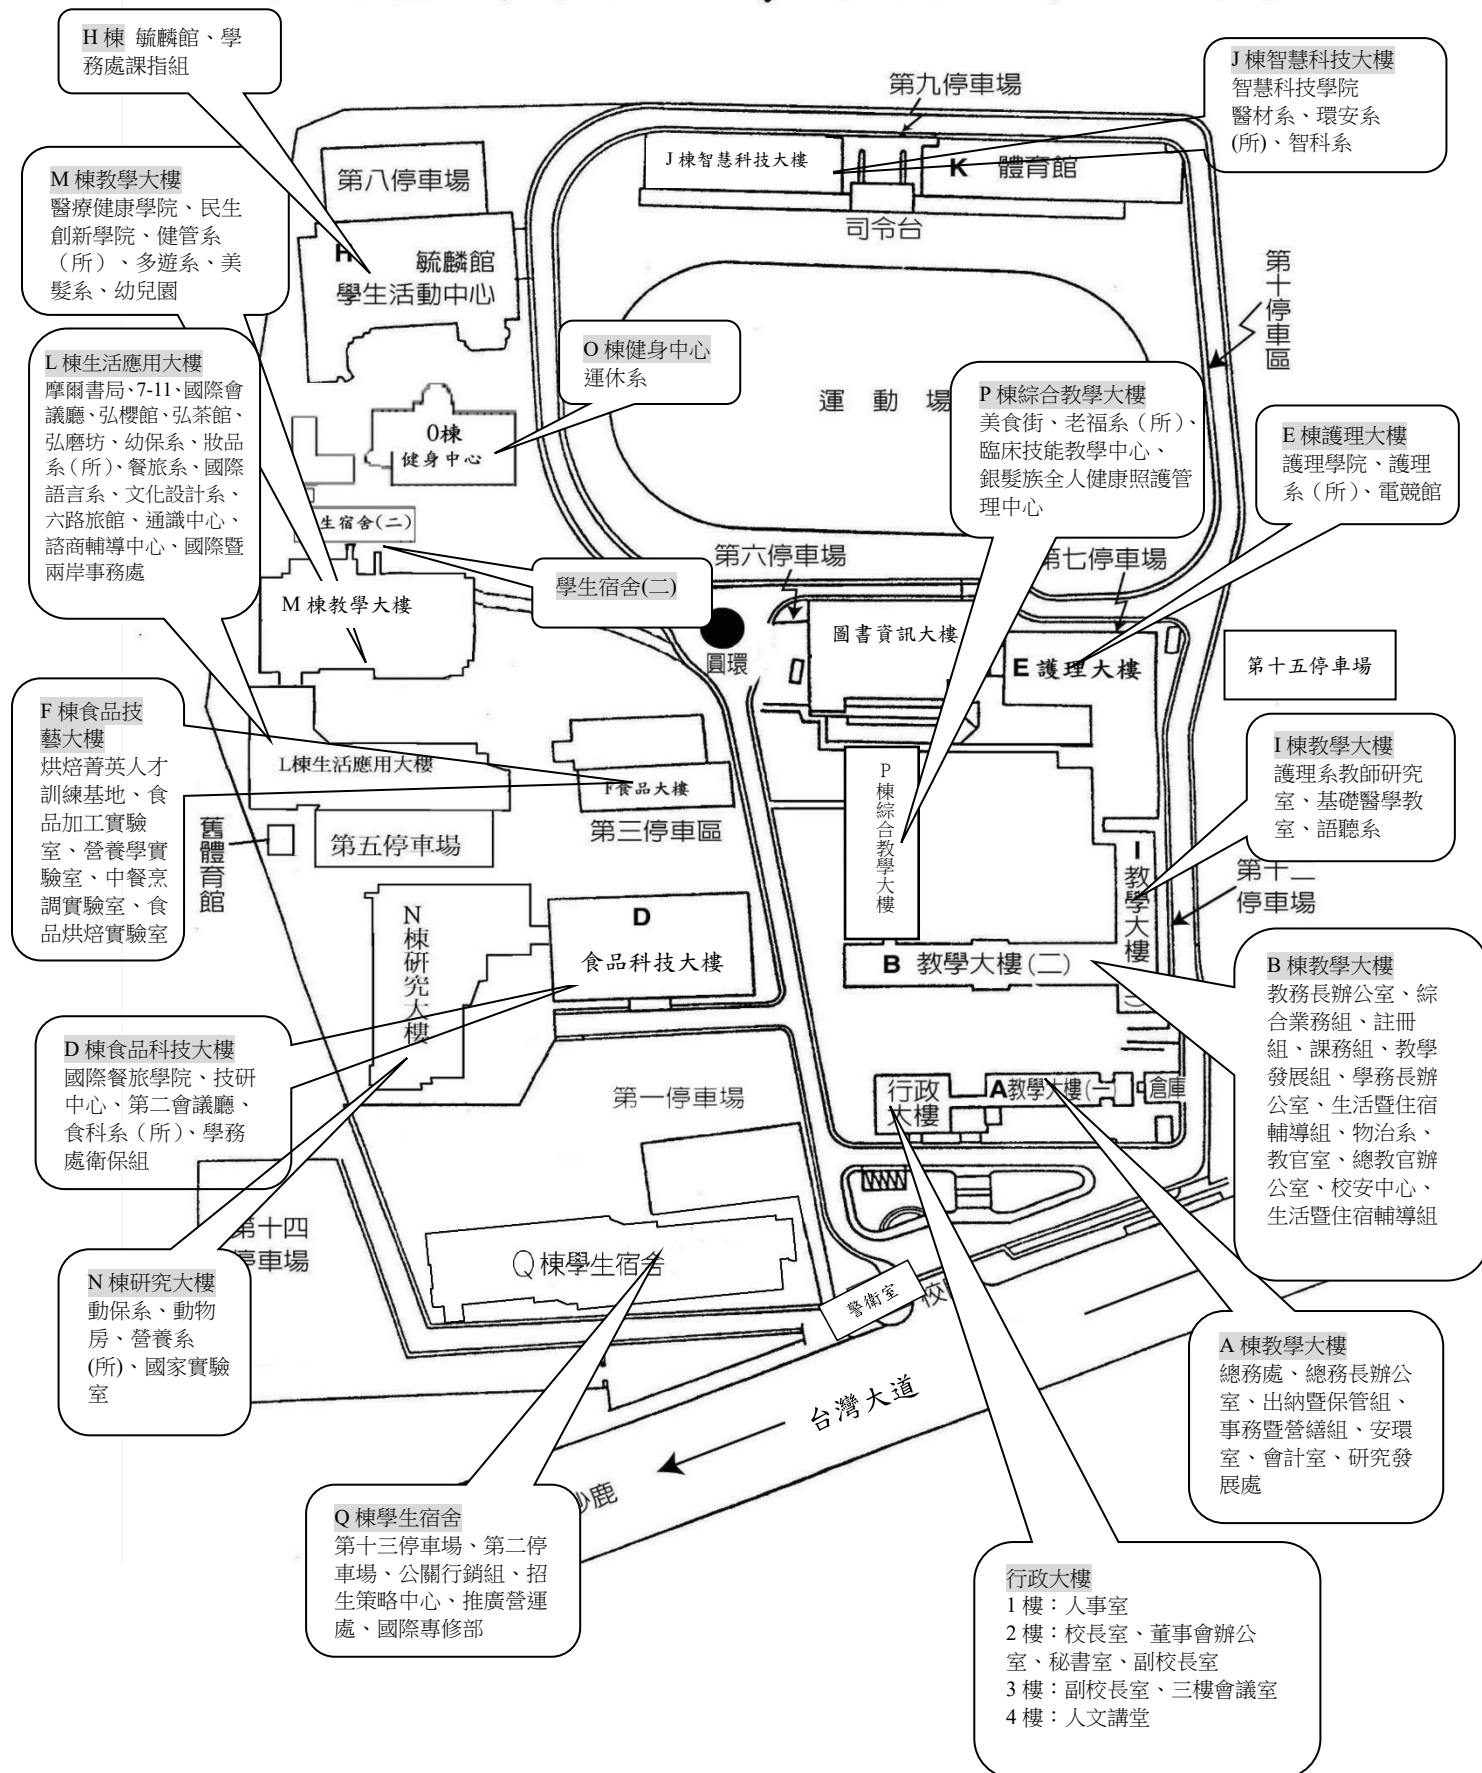 H 棟 毓麟館、學
務處課指組
J 棟智慧科技大樓
智慧科技學院
醫材系、環安系
(所)、智科系
第九停車場
J 棟智慧科技大樓
K 體育館
司令台
M 棟教學大樓
醫療健康學院、民生
創新學院、健管系
（所）、多遊系、美
髮系、幼兒園
第八停車場
H 毓麟館
學生活動中心
第十停車區
L 棟生活應用大樓
摩爾書局、7-11、國際會
議廳、弘櫻館、弘茶館、
弘磨坊、幼保系、妝品
系（所）、餐旅系、國際
語言系、文化設計系、
六路旅館、通識中心、
諮商輔導中心、國際暨
兩岸事務處
O 棟健身中心
運休系
O棟
健身中心
運動場
P 棟綜合教學大樓
美食街、老福系（所）、
臨床技能教學中心、
銀髮族全人健康照護管
理中心
E 棟護理大樓
護理學院、護理
系（所）、電競館
生宿舍(二)
學生宿舍(二)
M 棟教學大樓
第六停車場
第七停車場
圓環
圖書資訊大樓
E 護理大樓
第十五停車場
F 棟食品技
藝大樓
烘焙菁英人才
訓練基地、食
品加工實驗
室、營養學實
驗室、中餐烹
調實驗室、食
品烘焙實驗室
L棟生活應用大樓
F食品大樓
第三停車區
第五停車場
舊體育館
P棟綜合教學大樓
I 棟教學大樓
護理系教師研究
室、基礎醫學教
室、語聽系
I 教學大樓
第十二
停車場
N棟研究大樓
D
食品科技大樓
B 教學大樓(二)
B 棟教學大樓
教務長辦公室、綜
合業務組、註冊
組、課務組、教學
發展組、學務長辦
公室、生活暨住宿
輔導組、物治系、
教官室、總教官辦
公室、校安中心、
生活暨住宿輔導組
D 棟食品科技大樓
國際餐旅學院、技研
中心、第二會議廳、
食科系（所）、學務
處衛保組
第一停車場
行政
大樓
A教學大樓(一
倉庫
第十四
停車場
Q 棟學生宿舍
警衛室
校
N 棟研究大樓
動保系、動物
房、營養系
(所)、國家實驗
室
A 棟教學大樓
總務處、總務長辦公
室、出納暨保管組、
事務暨營繕組、安環
室、會計室、研究發
展處
台灣大道
沙鹿
Q 棟學生宿舍
第十三停車場、第二停
車場、公關行銷組、招
生策略中心、推廣營運
處、國際專修部
行政大樓
1 樓：人事室
2 樓：校長室、董事會辦公
室、秘書室、副校長室
3 樓：副校長室、三樓會議室
4 樓：人文講堂